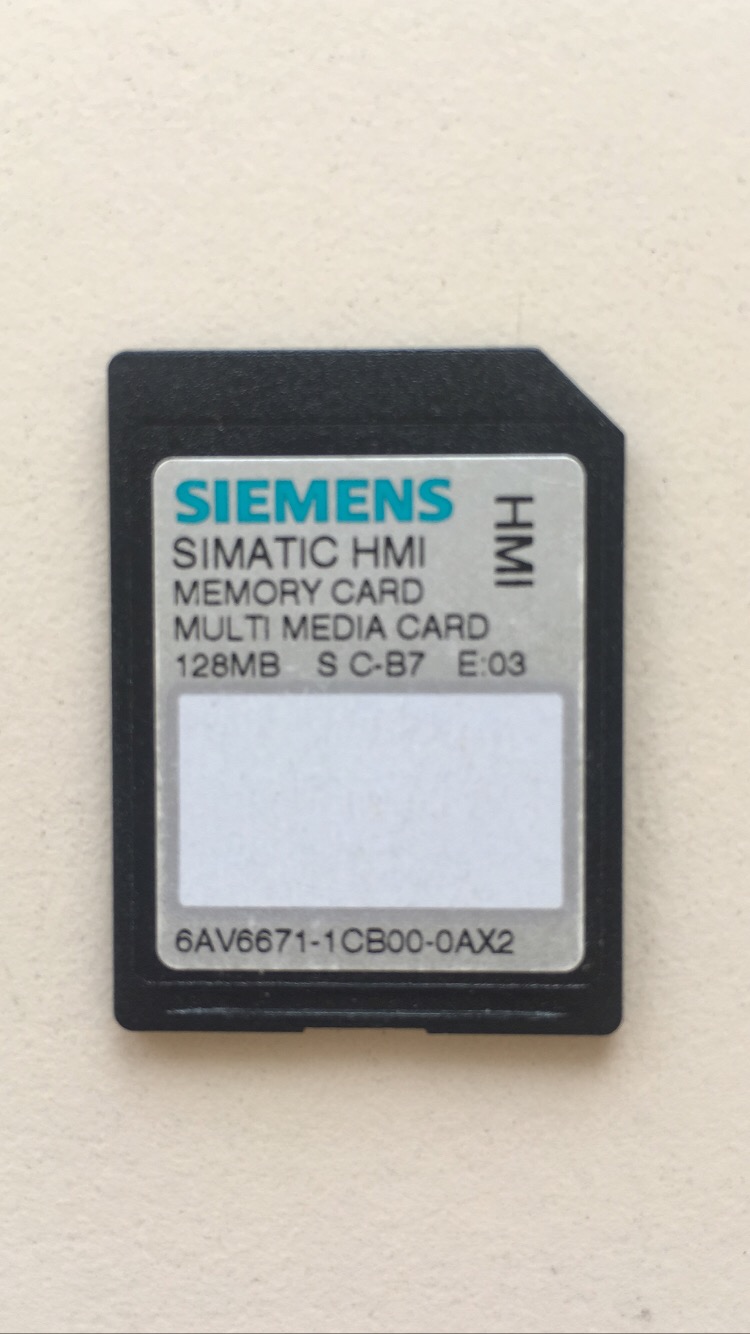 SIEMENS
HMI
SIMATIC HMI
MEMORY CARD
MULTI MEDIA CARD
128MB S C-B7 E:03
6AV6671-1CB00-0AX2